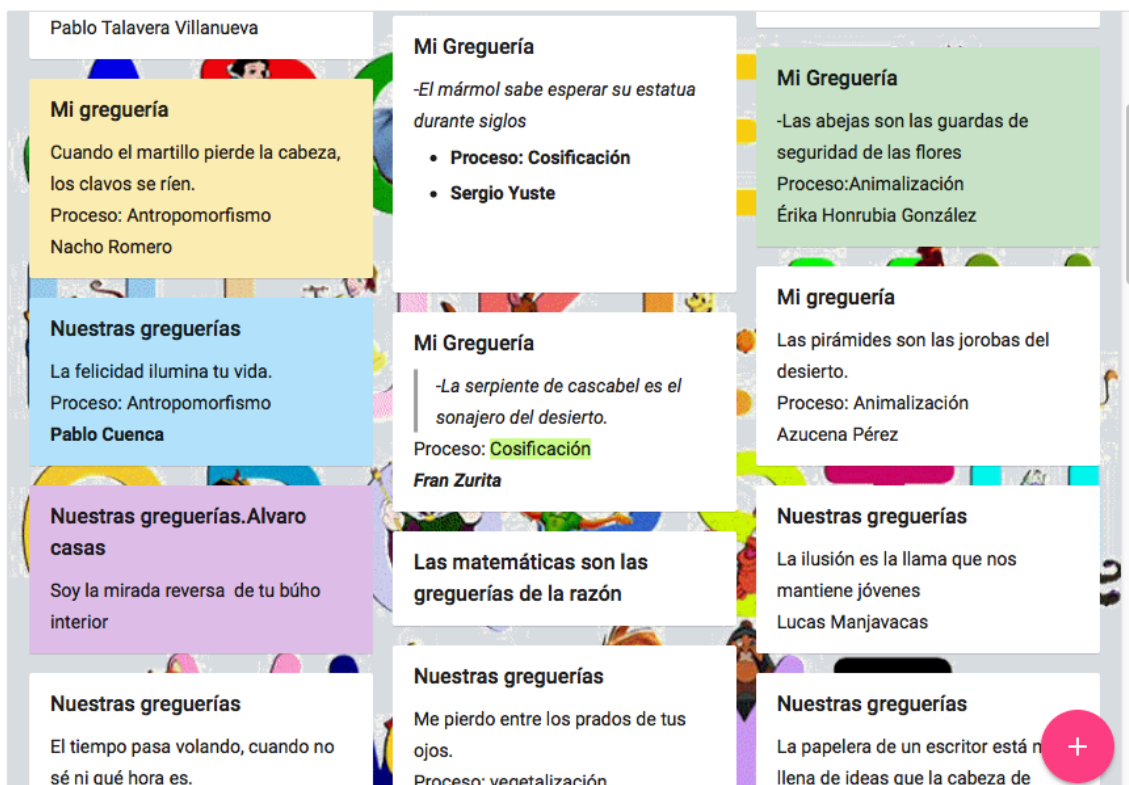 Pablo Talavera Villanueva
Mi greguería
Cuando el martillo pierde la cabeza,
los clavos se ríen.
Proceso: Antropomorfismo
Nacho Romero
Nuestras greguerías
La felicidad ilumina tu vida.
Proceso: Antropomorfismo
Pablo Cuenca
Nuestras greguerías.Alvaro
casas
Soy la mirada reversa de tu búho
interior
Nuestras greguerías
El tiempo pasa volando, cuando no
sé ni qué hora es.
Mi Greguería
-El mármol sabe esperar su estatua
durante siglos
• Proceso: Cosificación
• Sergio Yuste
Mi Greguería
-La serpiente de cascabel es el
sonajero del desierto.
Proceso: Cosificación
Fran Zurita
Las matemáticas son las
greguerías de la razón
Nuestras greguerías
Me pierdo entre los prados de tus
ojos.
Proceso: vegetalización
Mi Greguería
-Las abejas son las guardas de
seguridad de las flores
Proceso:Animalización
Érika Honrubia González
Mi greguería
Las pirámides son las jorobas del
desierto.
Proceso: Animalización
Azucena Pérez
Nuestras greguerías
La ilusión es la llama que nos
mantiene jóvenes
Lucas Manjavacas
Nuestras greguerías
La papelera de un escritor está
llena de ideas que la cabeza de